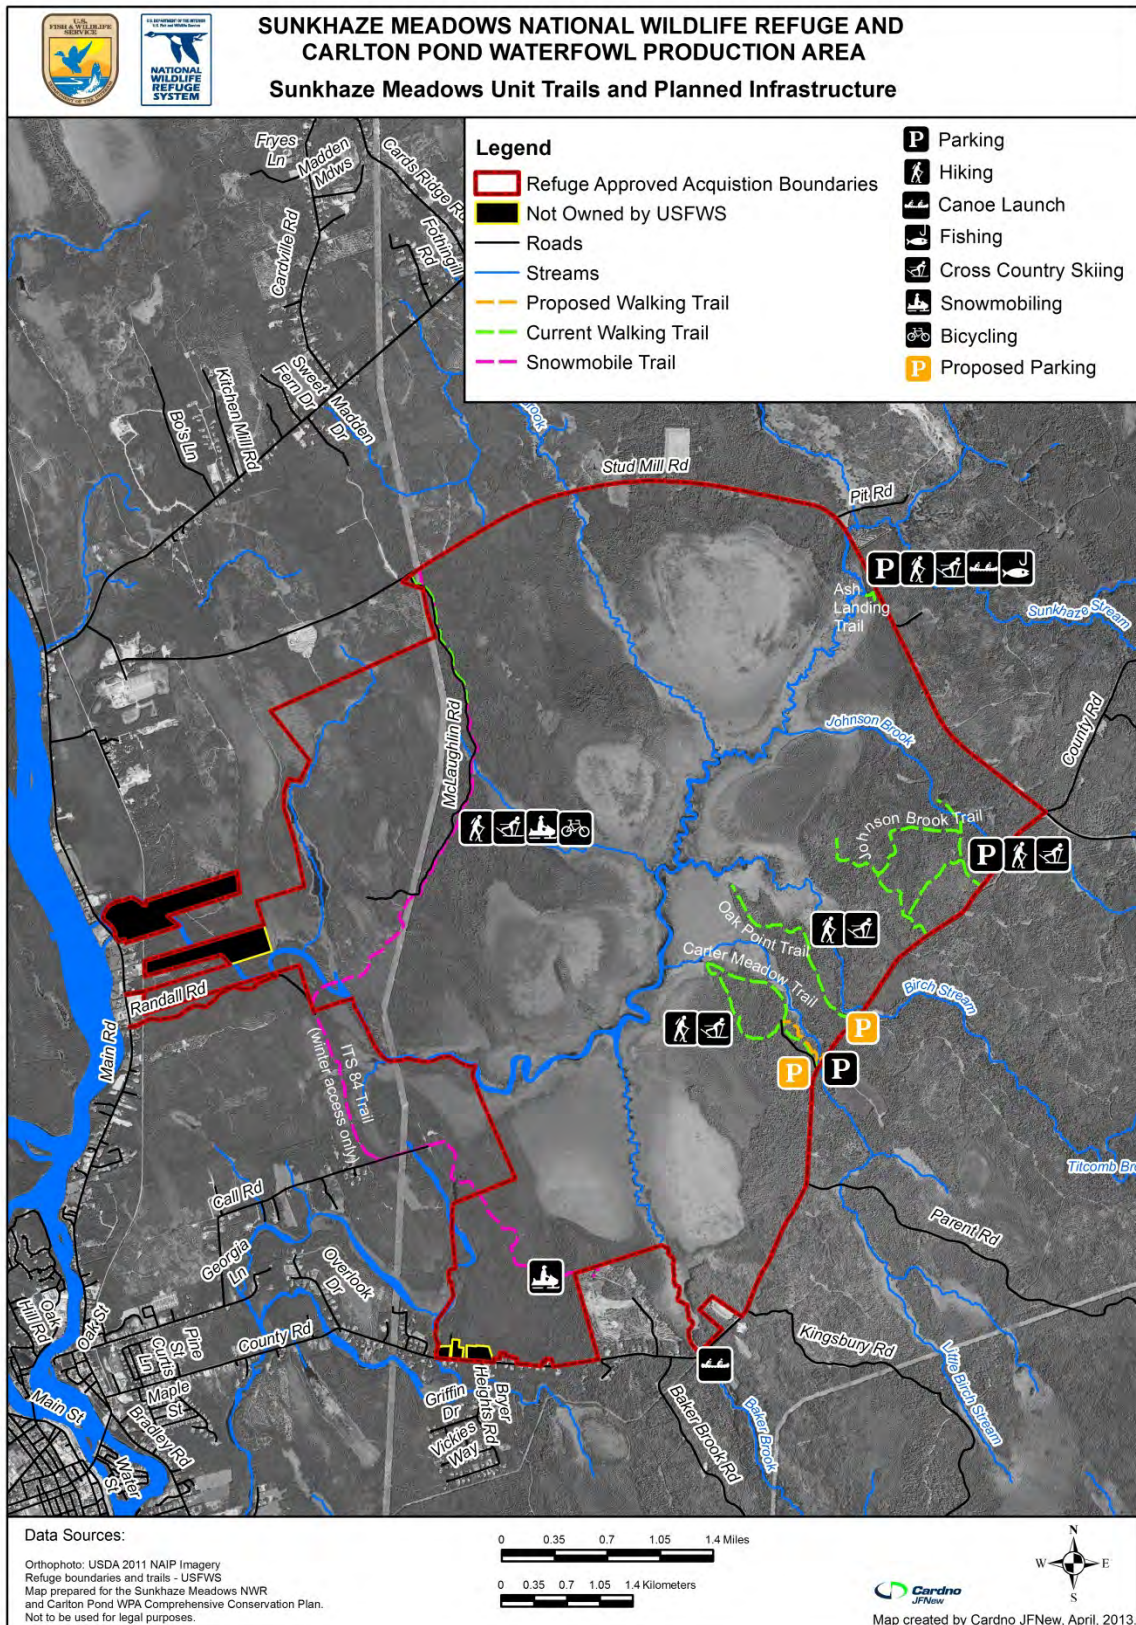 U.S.
FISH & WILDLIFE
SERVICE
NATIONAL
WILDLIFE
REFUGE
SYSTEM
SUNKHAZE MEADOWS NATIONAL WILDLIFE REFUGE AND
CARLTON POND WATERFOWL PRODUCTION AREA
Sunkhaze Meadows Unit Trails and Planned Infrastructure
Legend
Refuge Approved Acquistion Boundaries
Not Owned by USFWS
Roads
Streams
Proposed Walking Trail
Current Walking Trail
Snowmobile Trail
P Parking
Hiking
Canoe Launch
Fishing
Cross Country Skiing
Snowmobiling
Bicycling
P Proposed Parking
Fryes
Ln
Madden
Mdws
Cards Ridge Rd
Cardville Rd
Fothingill
Rd
Sweet
Fern Dr
Madden
Dr
Kitchen Mill Rd
Bo's Ln
Stud Mill Rd
Pit Rd
P
Ash
Landing
Trail
Sunkhaze Stream
County Rd
Johnson Brook
McLaughlin Rd
Johnson Brook Trail
P
Oak Point Trail
Carter Meadow Trail
Birch Stream
P
P
P
Randall Rd
Main Rd
ITS 84 Trail
(winter access only)
Titcomb Bro
Parent Rd
Call Rd
Georgia
Ln
Overlook
Dr
Oak
Hill Rd
Oak St
Pine
St
Curtis
Ln
County Rd
Maple
St
Main St
Bradley Rd
Water
St
Griffin
Dr
Vickies
Way
Bryer
Heights Rd
Baker Brook Rd
Baker Brook
Kingsbury Rd
Little Birch Stream
Data Sources:
Orthophoto: USDA 2011 NAIP Imagery
Refuge boundaries and trails - USFWS
Map prepared for the Sunkhaze Meadows NWR
and Carlton Pond WPA Comprehensive Conservation Plan.
Not to be used for legal purposes.
0 0.35 0.7 1.05 1.4 Miles
0 0.35 0.7 1.05 1.4 Kilometers
N
W E
S
Cardno
JFNew
Map created by Cardno JFNew, April, 2013.